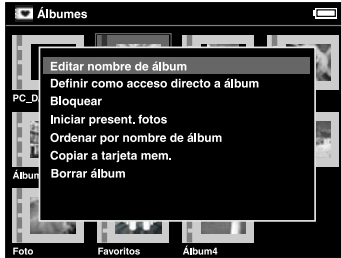 Álbumes
Editar nombre de álbum
Definir como acceso directo a álbum
Bloquear
Iniciar present. fotos
Ordenar por nombre de álbum
Copiar a tarjeta mem.
Borrar álbum
PC_D
Álbum
Foto
Favoritos
Álbum4